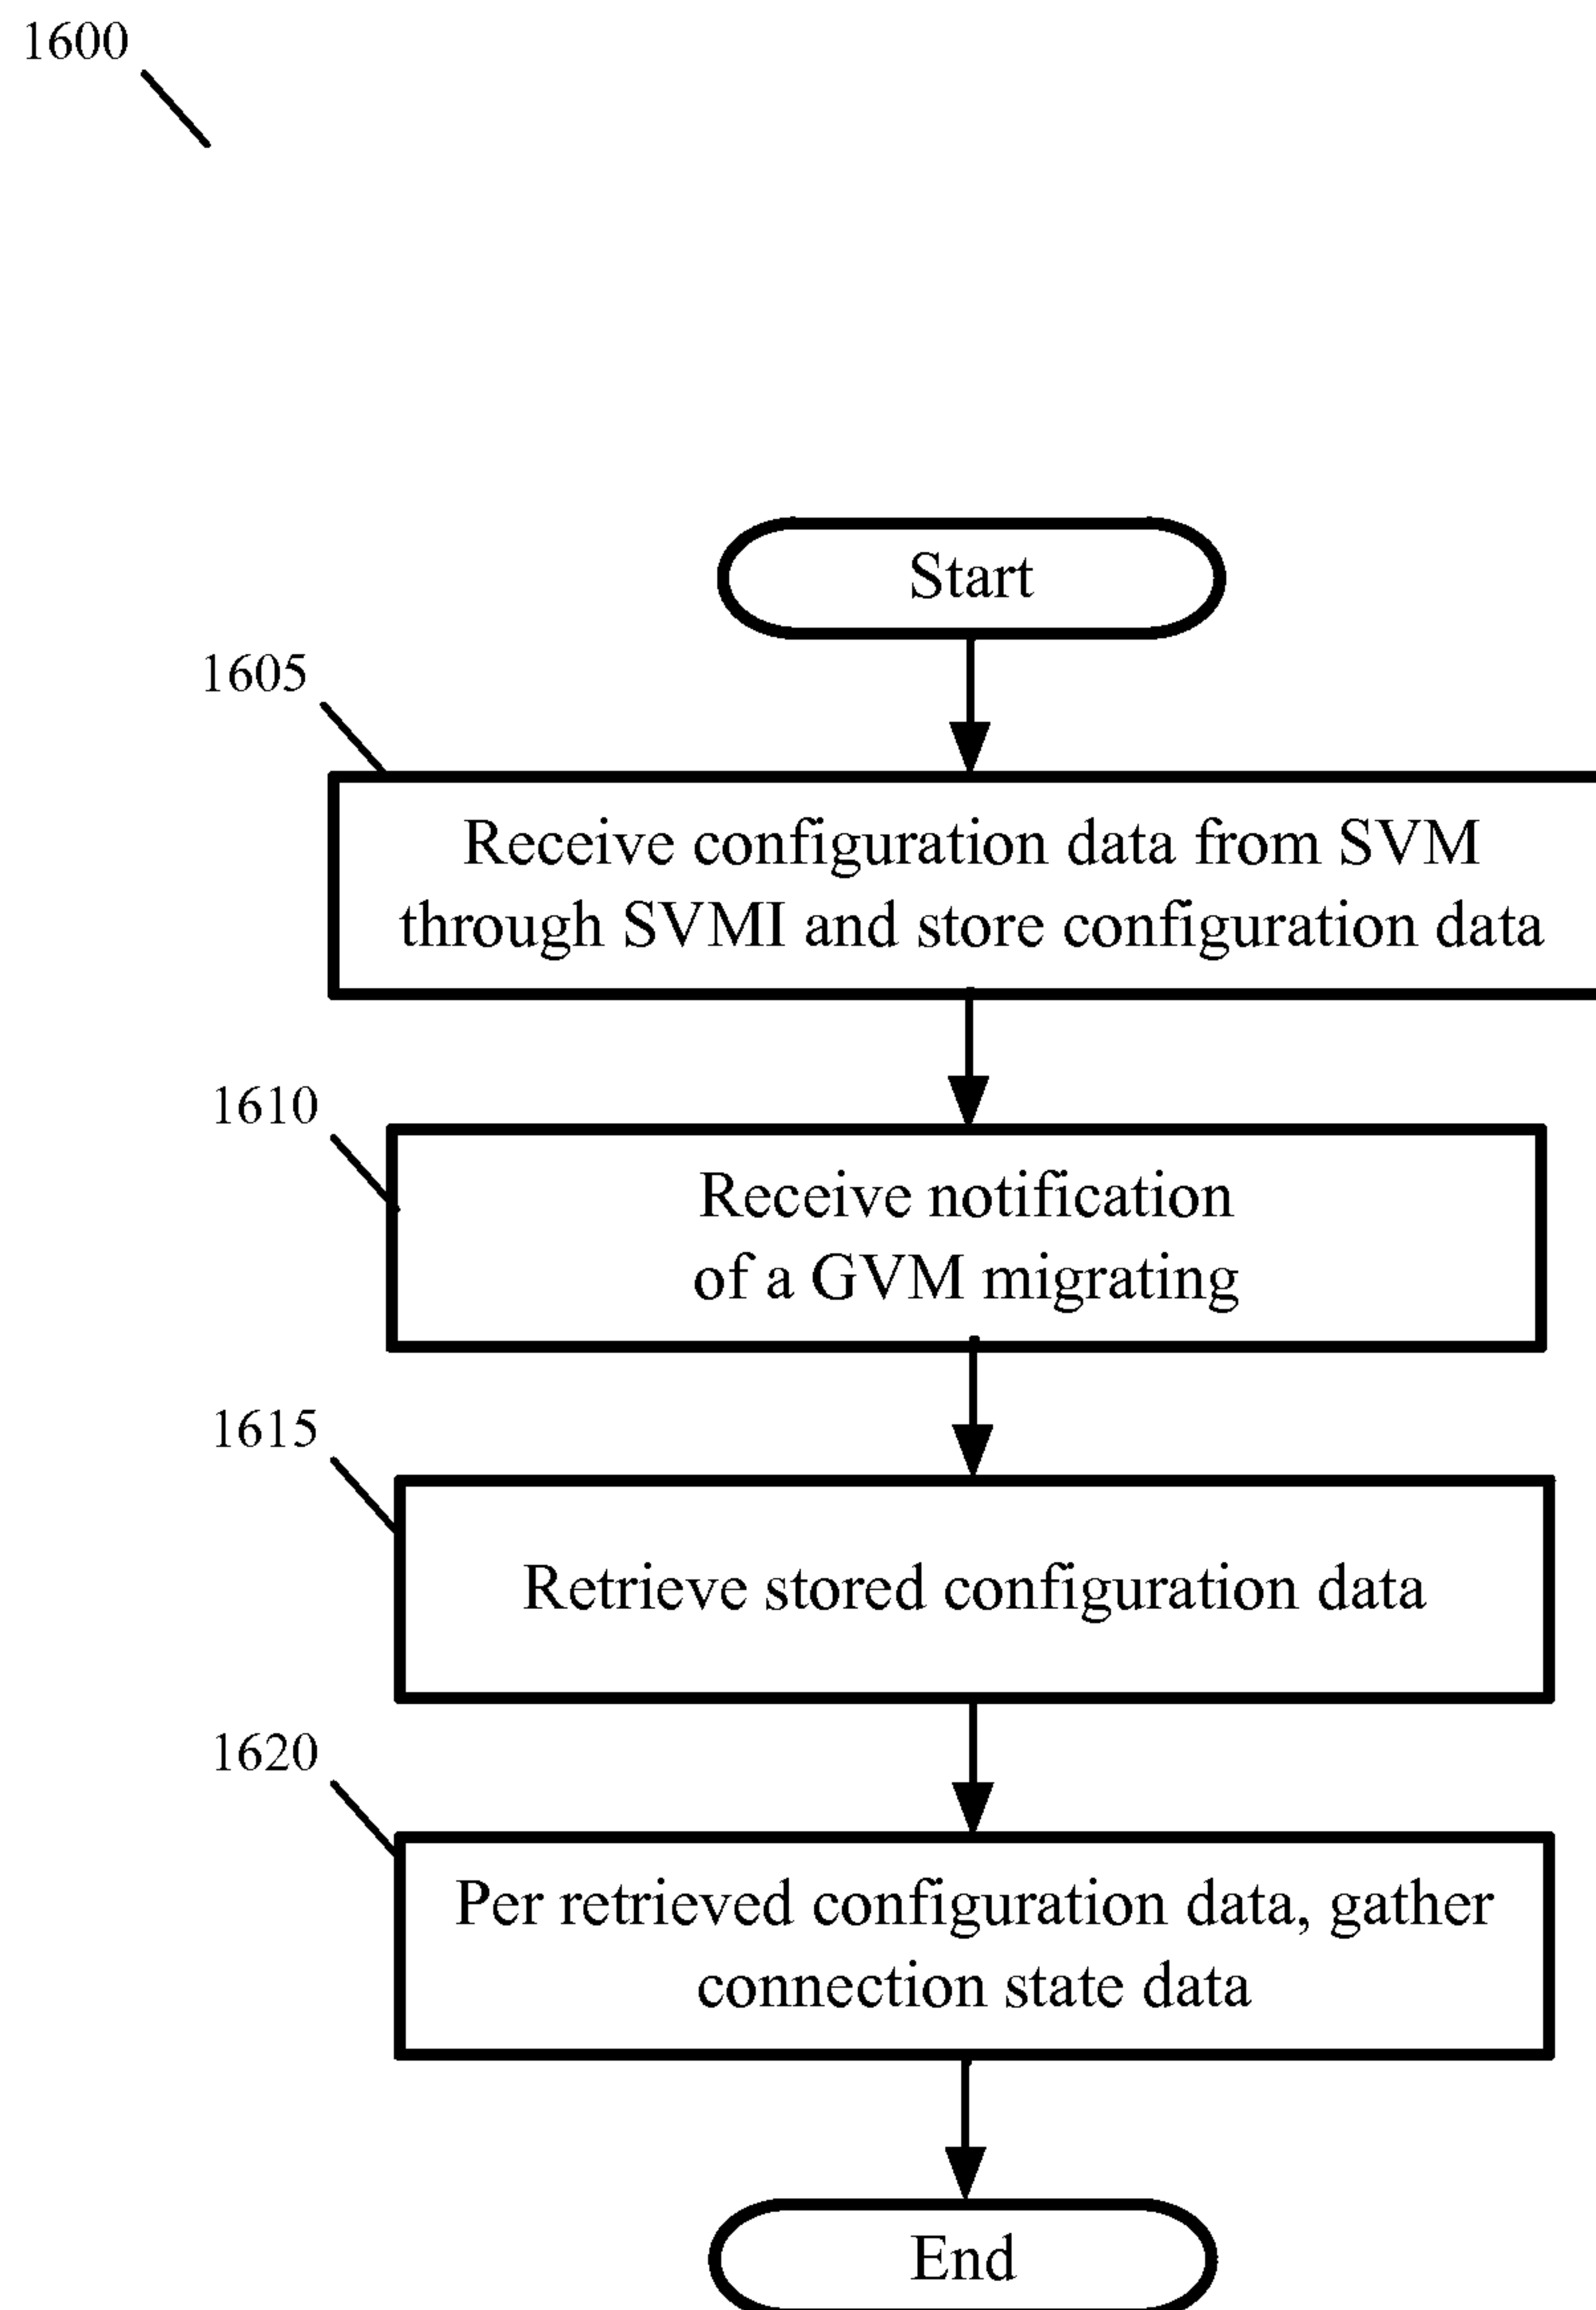 1600
Start
1605
Receive configuration data from SVM
through SVMI and store configuration data
1610
Receive notification
of a GVM migrating
1615
Retrieve stored configuration data
1620
Per retrieved configuration data, gather
connection state data
End